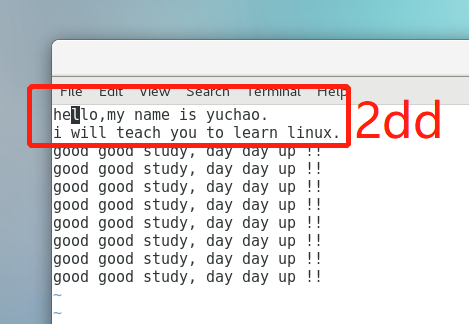 File Edit View Search Terminal Help
hello,my name is yuchao.
i will teach you to learn linux.
2dd
good good study, day day up !!
good good study, day day up !!
good good study, day day up !!
good good study, day day up !!
good good study, day day up !!
good good study, day day up !!
good good study, day day up !!
good good study, day day up !!
~
~